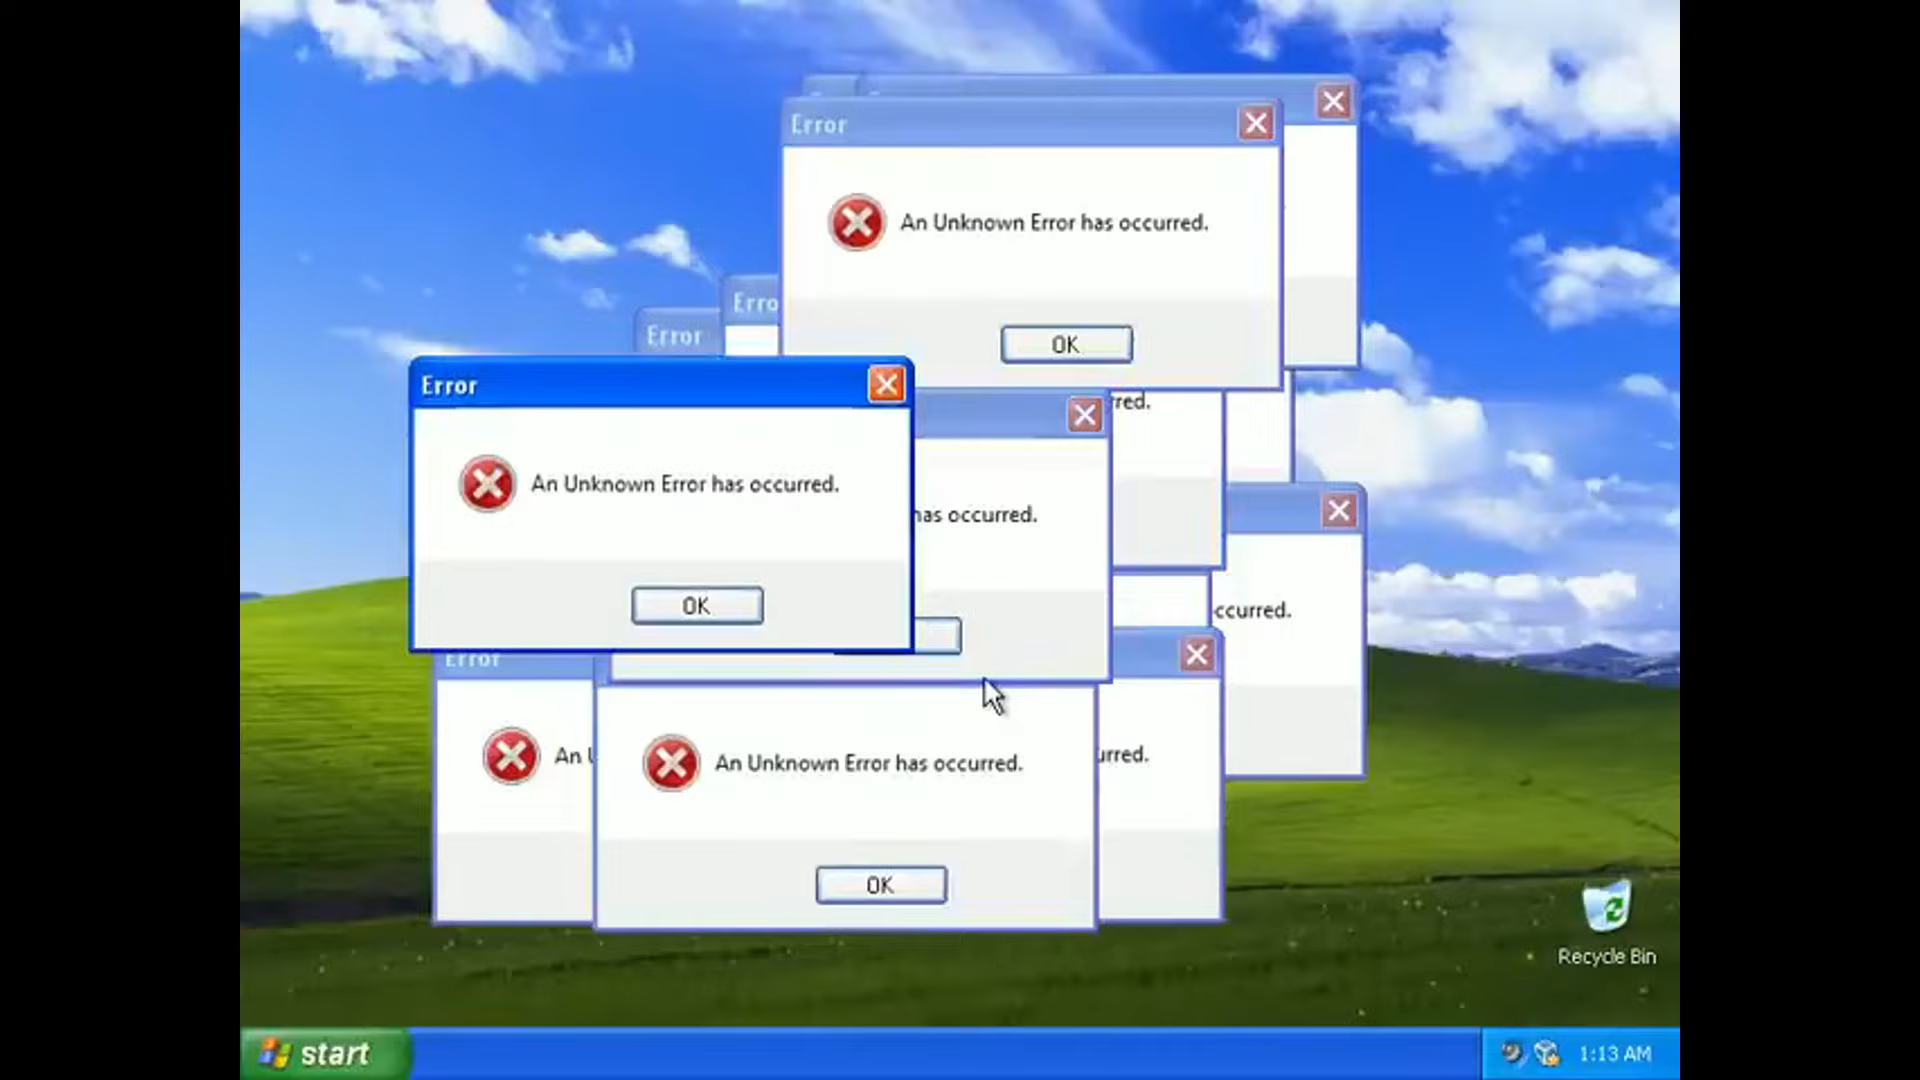 Error
An Unknown Error has occurred.
OK
Erro
Error
rred.
Error
An Unknown Error has occurred.
OK
has occurred.
ccurred.
Error
An U
An Unknown Error has occurred.
OK
urred.
Recycle Bin
start
1:13 AM